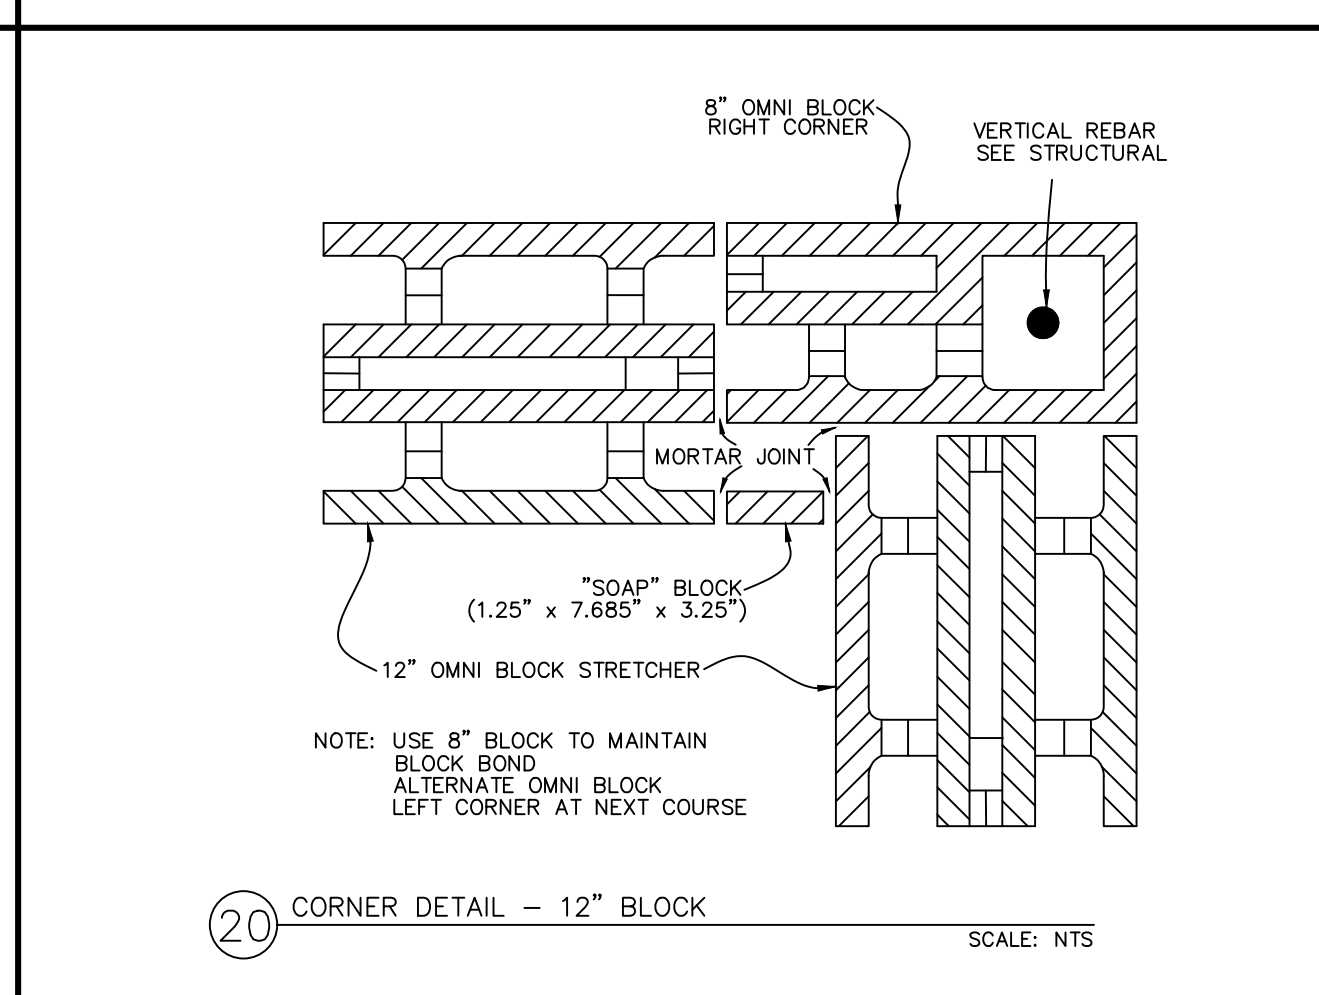 8” OMNI BLOCK
RIGHT CORNER
VERTICAL REBAR
SEE STRUCTURAL
MORTAR JOINT
”SOAP” BLOCK
(1.25” x 7.685” x 3.25”)
12” OMNI BLOCK STRETCHER
NOTE: USE 8” BLOCK TO MAINTAIN
BLOCK BOND
ALTERNATE OMNI BLOCK
LEFT CORNER AT NEXT COURSE
20 CORNER DETAIL – 12” BLOCK
SCALE: NTS